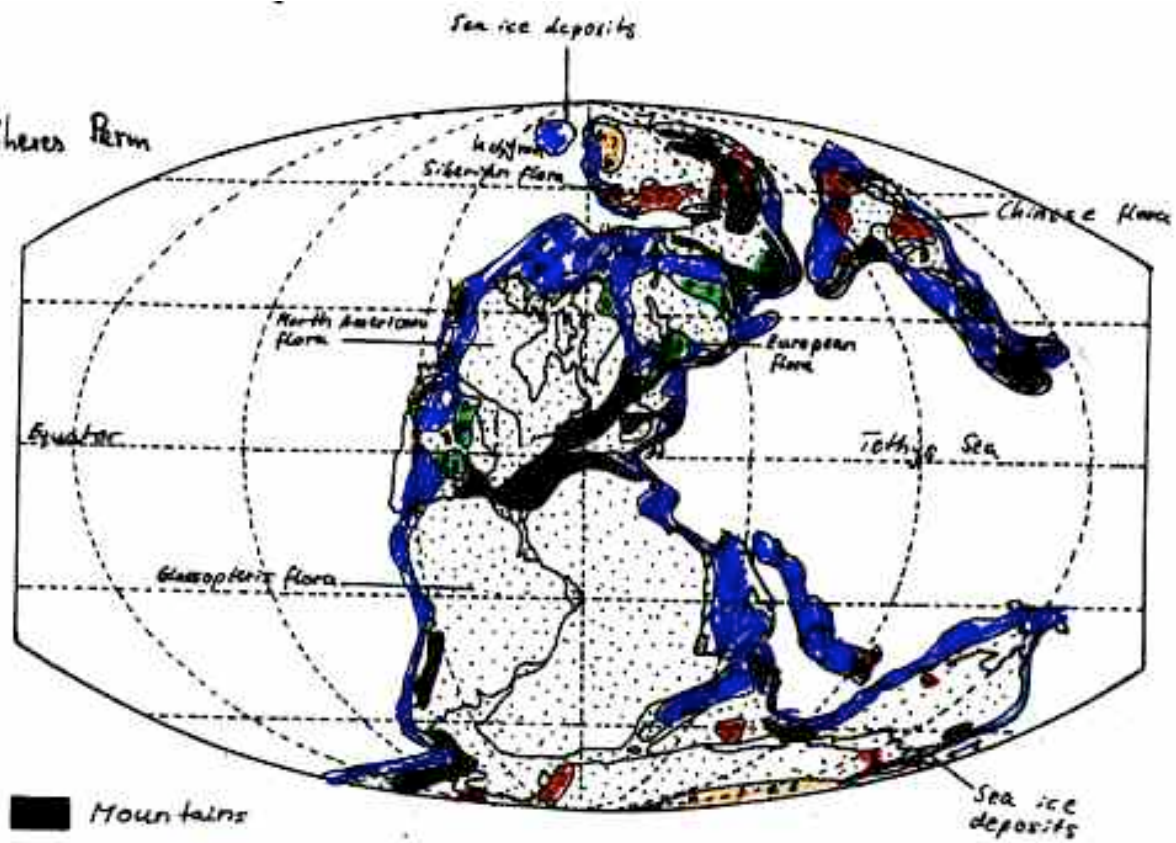 Sea ice deposits
Perm
Siberian flora
Chinese flora
North American
flora
European
flora
Equator
Tethys Sea
Glossopteris flora
Sea ice
deposits
Mountains